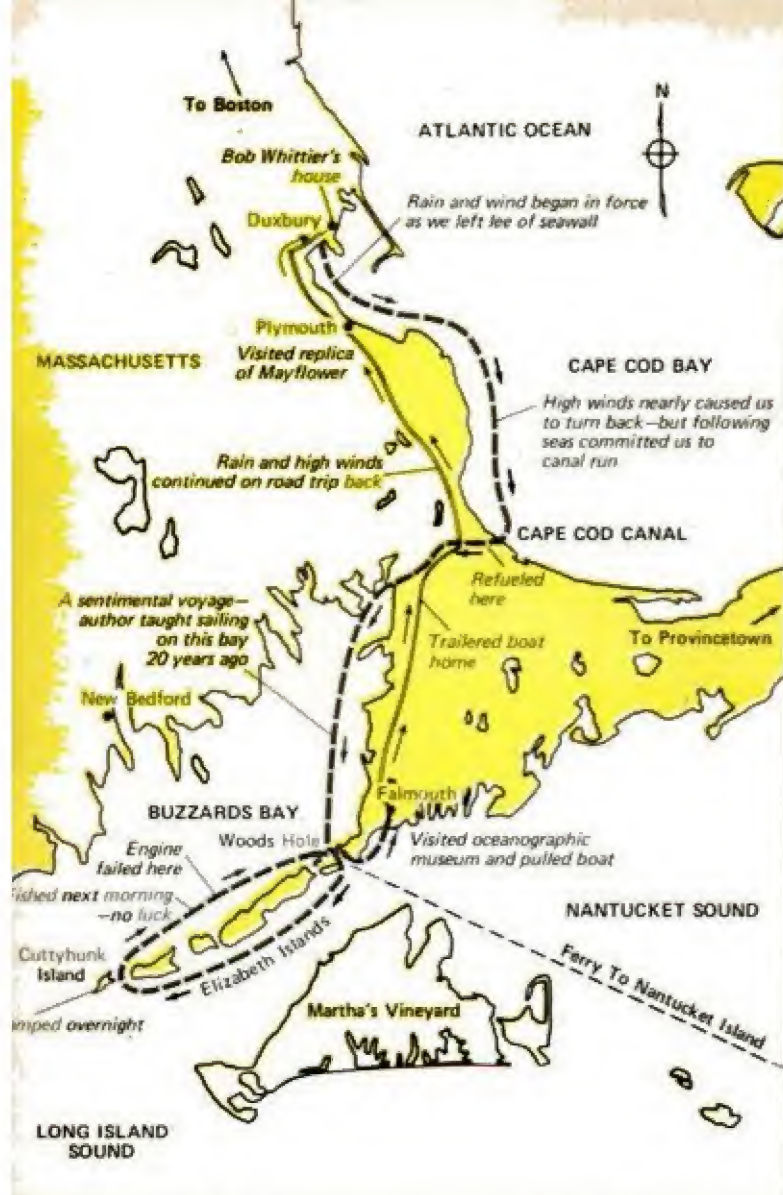 To Boston
N
ATLANTIC OCEAN
Bob Whittier's
house
Rain and wind began in force
as we left lee of seawall
Duxbury
Plymouth
MASSACHUSETTS
Visited replica
of Mayflower
CAPE COD BAY
High winds nearly caused us
to turn back—but following
seas committed us to
canal run
Rain and high winds
continued on road trip back
CAPE COD CANAL
Refueled
here
A sentimental voyage—
author taught sailing
on this bay
20 years ago
Trailered boat
home
To Provincetown
New Bedford
Falmouth
BUZZARDS BAY
Woods Hole
Visited oceanographic
museum and pulled boat
Engine
failed here
ished next morning
—no luck
NANTUCKET SOUND
Cuttyhunk
Island
Elizabeth Islands
Ferry To Nantucket Island
amped overnight
Martha's Vineyard
LONG ISLAND
SOUND